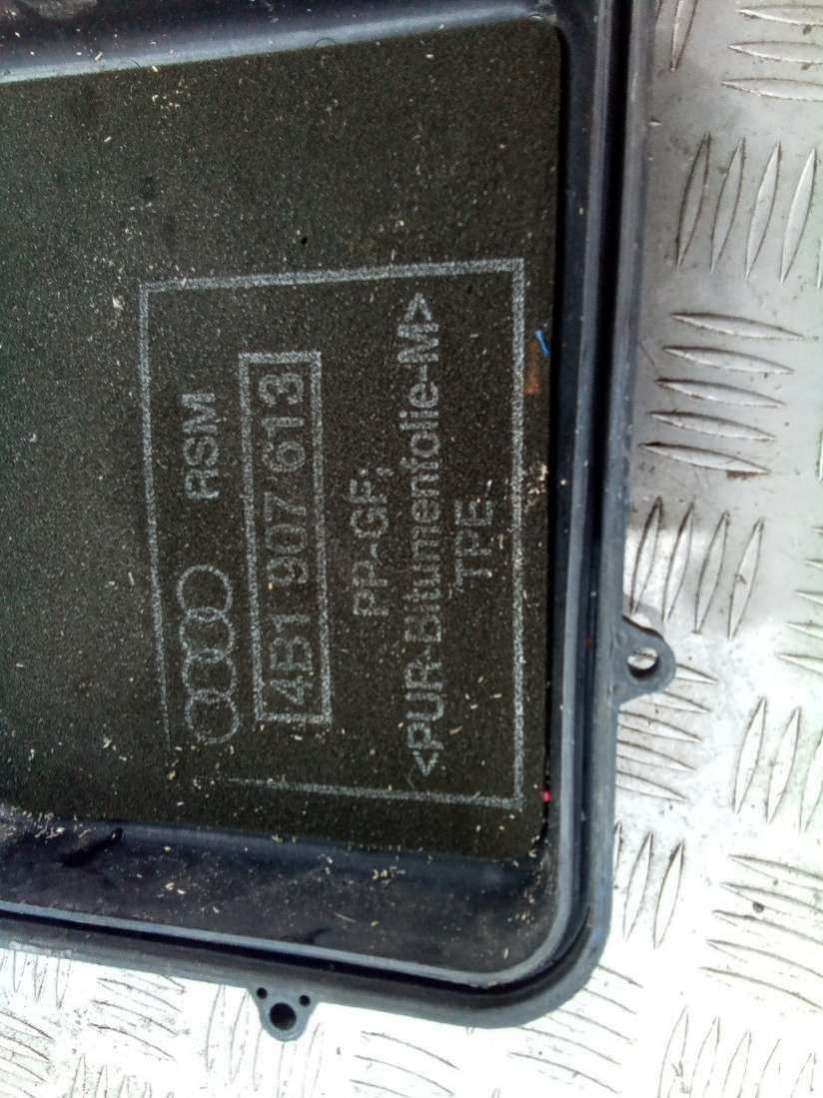 RSM
4B1 907 613
PP-GF;
<PUR-Bitumenfolie-M>
TPE